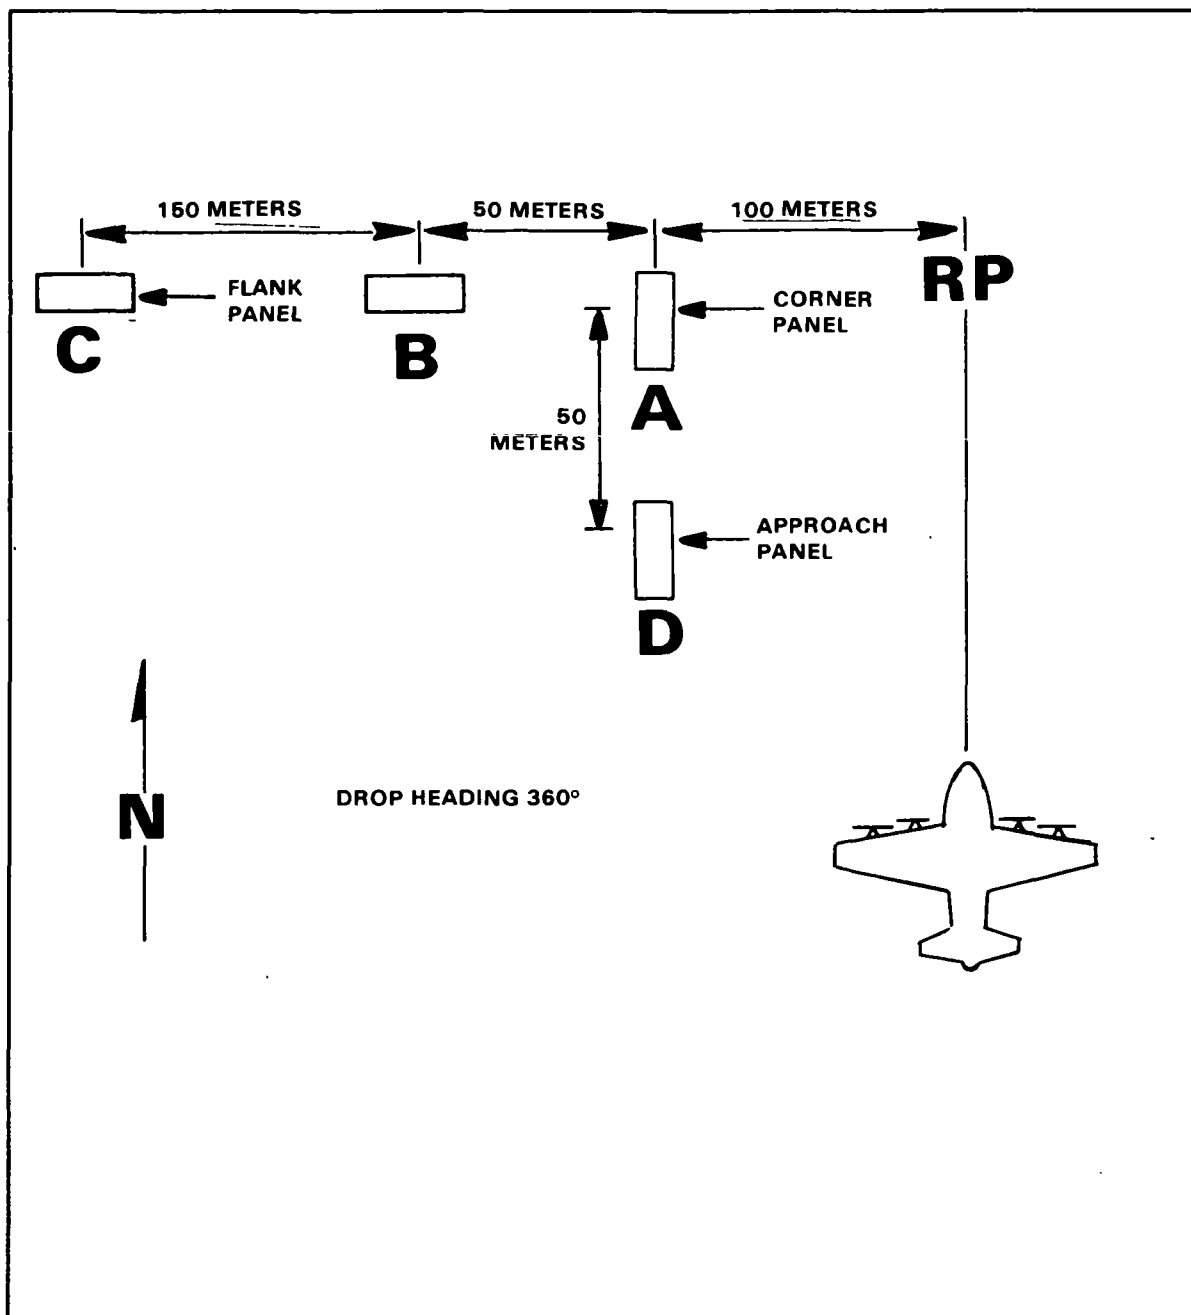 150 METERS
50 METERS
100 METERS
RP
FLANK
PANEL
CORNER
PANEL
C
B
A
50
METERS
APPROACH
PANEL
D
N
DROP HEADING 360°